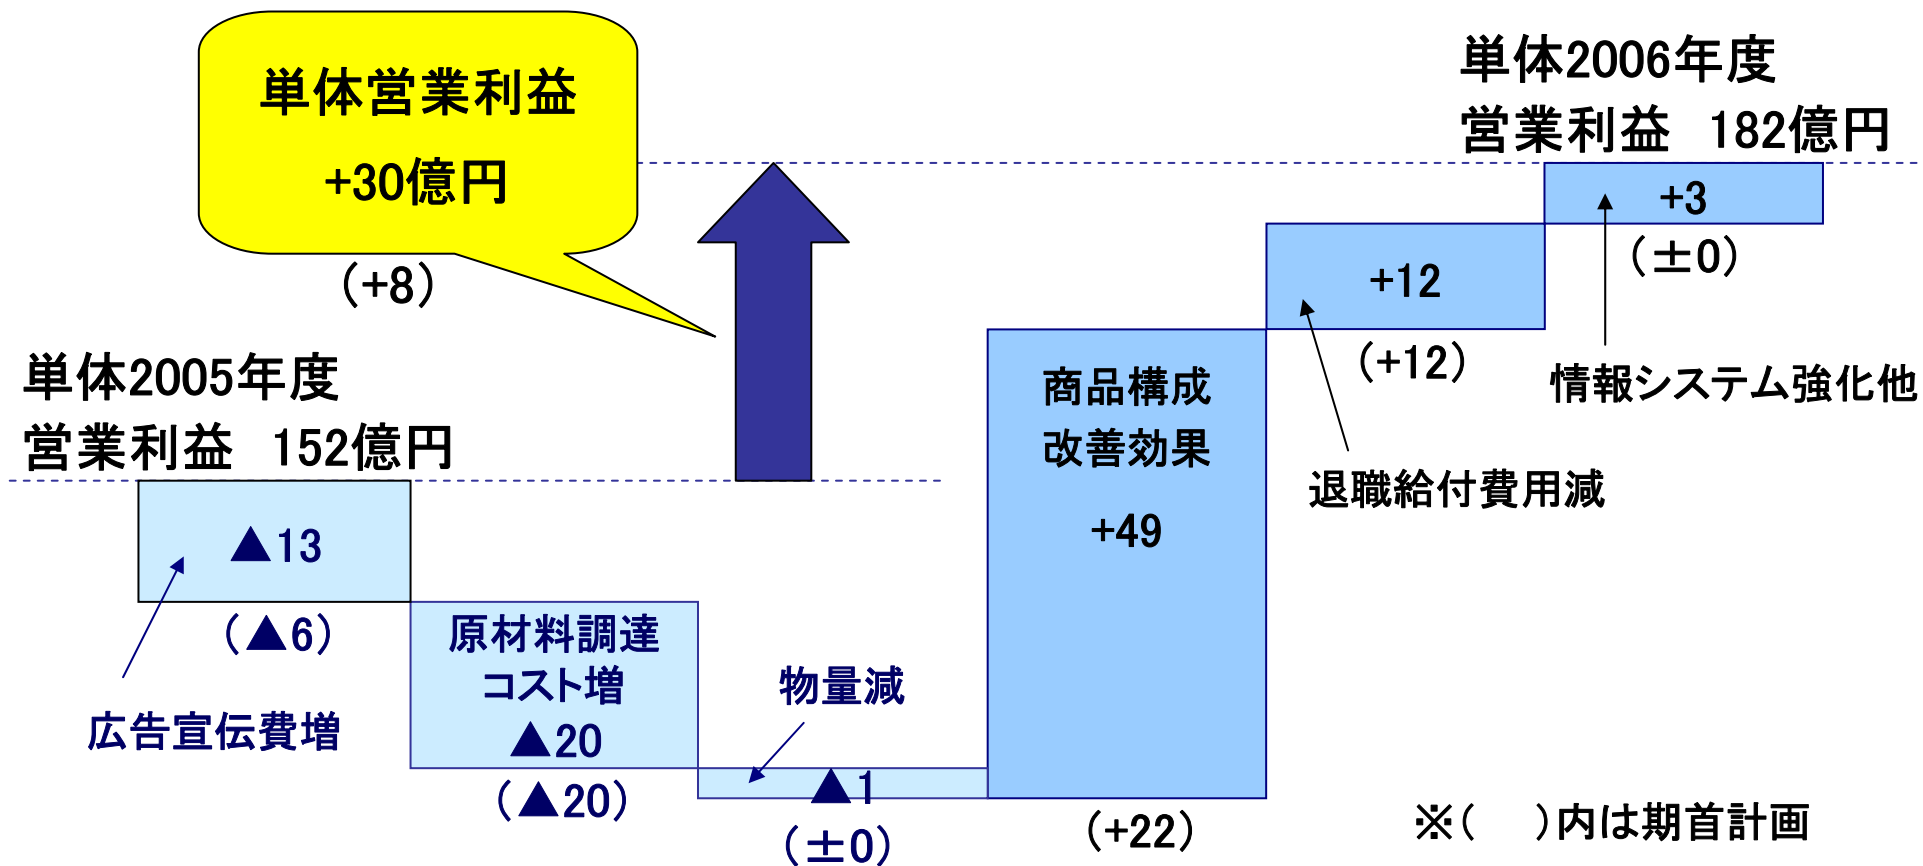 単体営業利益
+30億円
(+8)
単体2006年度
営業利益 182億円
単体2005年度
営業利益 152億円
▲13
(▲6)
広告宣伝費増
原材料調達
コスト増
▲20
(▲20)
物量減
▲1
(±0)
商品構成
改善効果
+49
(+22)
+12
(+12)
退職給付費用減
+3
(±0)
情報システム強化他
※( )内は期首計画